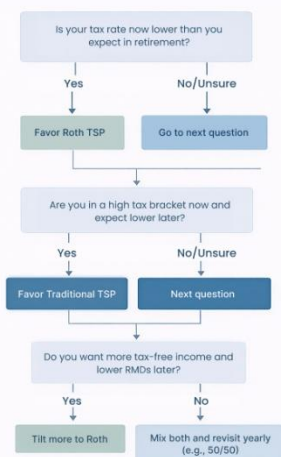 Is your tax rate now lower than you
expect in retirement?
Yes
No/Unsure
Favor Roth TSP
Go to next question
Are you in a high tax bracket now and
expect lower later?
Yes
No/Unsure
Favor Traditional TSP
Next question
Do you want more tax-free income and
lower RMDs later?
Yes
No
Tilt more to Roth
Mix both and revisit yearly
(e.g., 50/50)